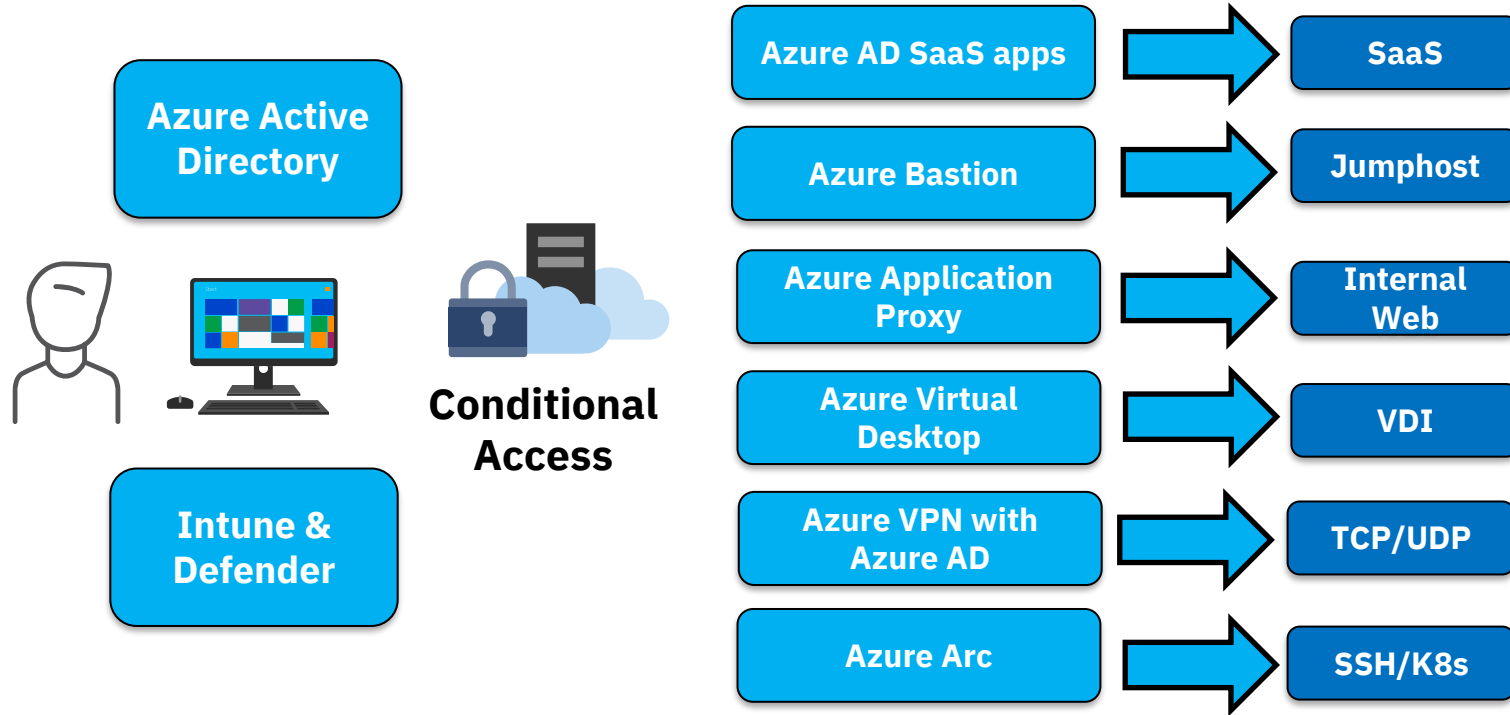 Azure Active
Directory
Start
Conditional
Access
Intune &
Defender
Azure AD SaaS apps
SaaS
Azure Bastion
Jumphost
Azure Application
Proxy
Internal
Web
Azure Virtual
Desktop
VDI
Azure VPN with
Azure AD
TCP/UDP
Azure Arc
SSH/K8s